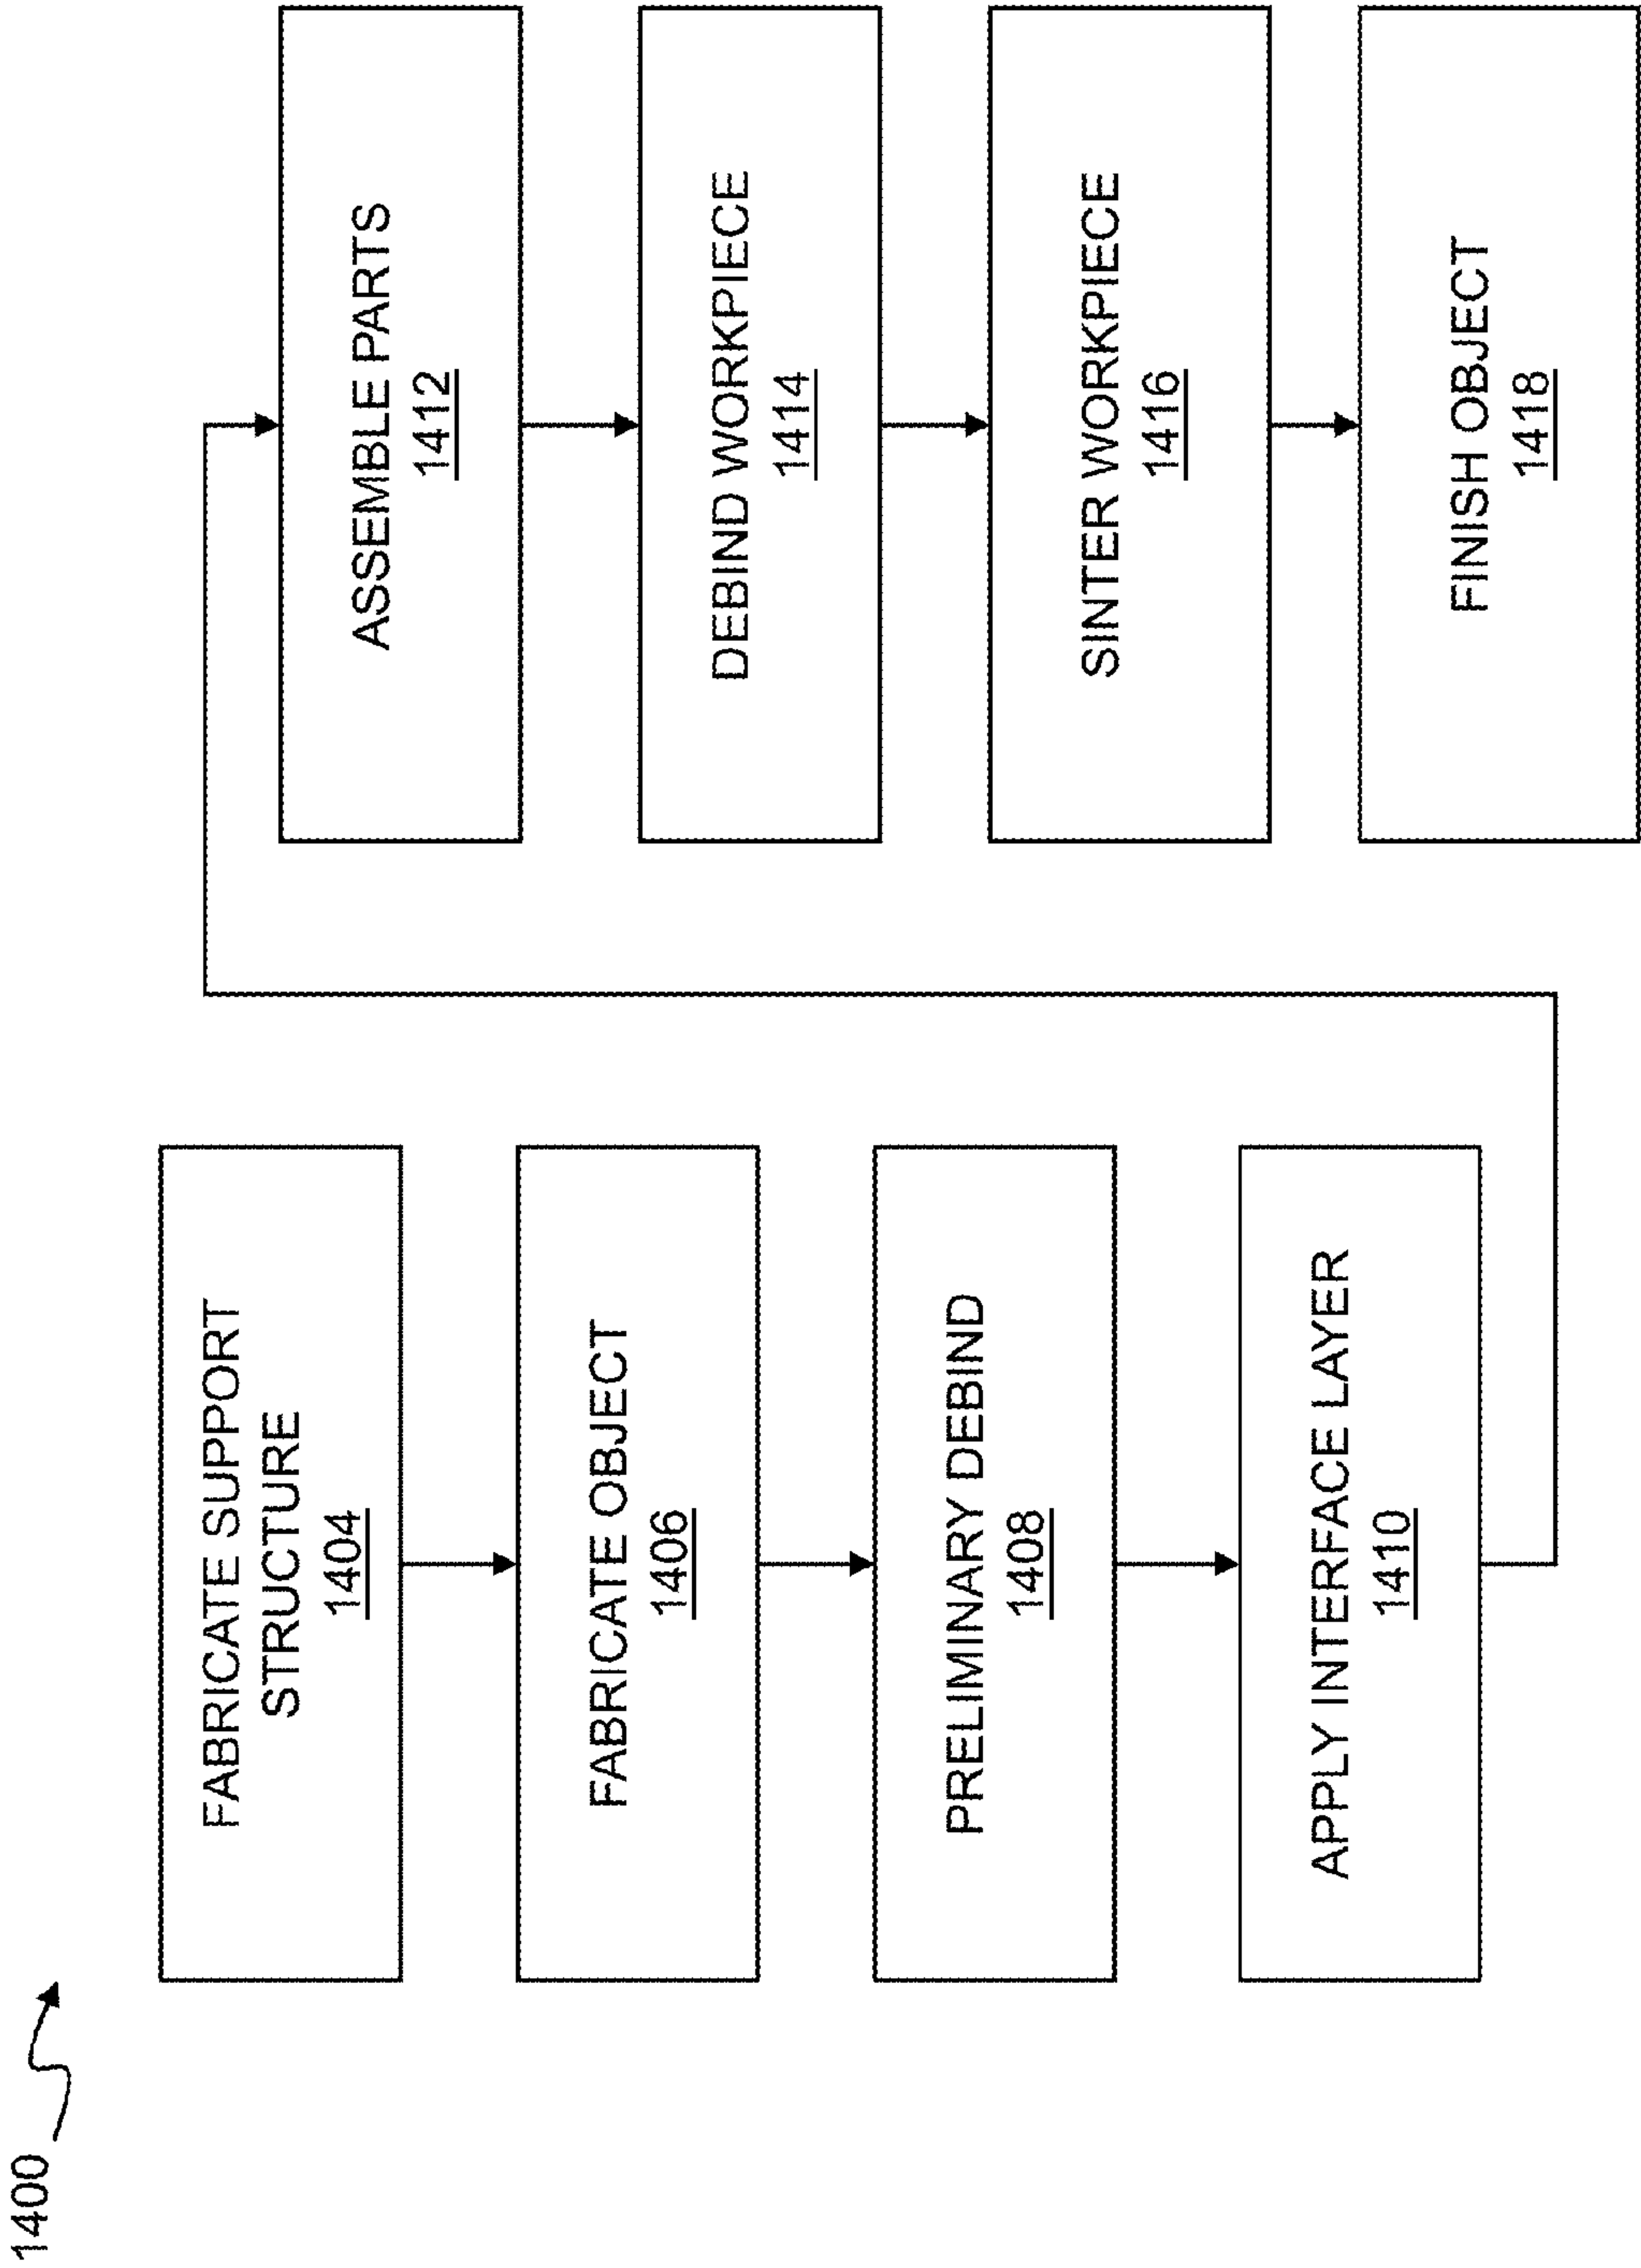 1400
FABRICATE SUPPORT
STRUCTURE
1404
FABRICATE OBJECT
1406
PRELIMINARY DEBIND
1408
APPLY INTERFACE LAYER
1410
ASSEMBLE PARTS
1412
DEBIND WORKPIECE
1414
SINTER WORKPIECE
1416
FINISH OBJECT
1418